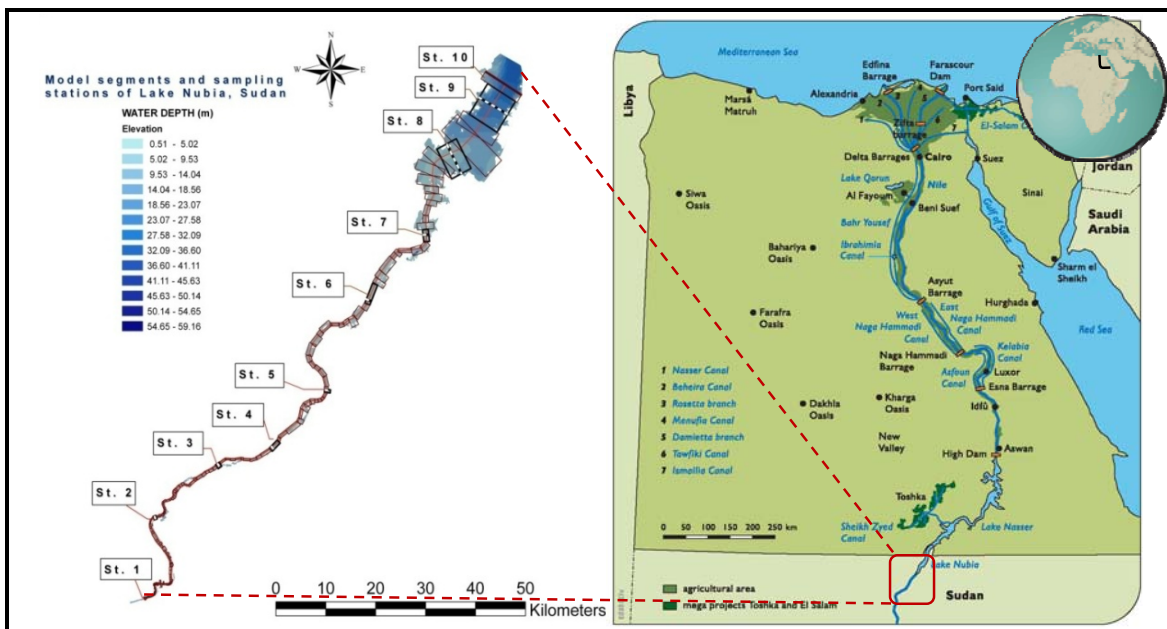 Model segments and sampling
stations of Lake Nubia, Sudan
WATER DEPTH (m)
Elevation
0.51 - 5.02
5.02 - 9.53
9.53 - 14.04
14.04 - 18.56
18.56 - 23.07
23.07 - 27.58
27.58 - 32.09
32.09 - 36.60
36.60 - 41.11
41.11 - 45.63
45.63 - 50.14
50.14 - 54.65
54.65 - 59.16
N
W
E
S
St. 10
St. 9
St. 8
St. 7
St. 6
St. 5
St. 4
St. 3
St. 2
St. 1
0
10
20
30
40
50
Kilometers
Mediterranean Sea
Libya
Marsá
Matruh
Alexandria
Edfina
Barrage
Farascour
Dam
Port Said
El-Salam
1
2
3
4
5
6
7
Zifta
Barrage
Delta Barrages
Cairo
Suez
Jordan
Sinai
Saudi
Arabia
Lake Qarun
Al Fayoum
Nile
Beni Suef
Siwa
Oasis
Bahr Yousef
Ibrahimia
Canal
Bahariya
Oasis
Gulf of Suez
Sharm el
Sheikh
Asyut
Barrage
Hurghada
Red Sea
Farafra
Oasis
West
Naga Hammadi
Canal
East
Naga Hammadi
Canal
Kelabia
Canal
Naga Hammadi
Barrage
Asfoun
Canal
Luxor
Esna Barrage
1 Nasser Canal
2 Beheira Canal
3 Rosetta branch
4 Menufia Canal
5 Damietta branch
6 Tawfiki Canal
7 Ismailia Canal
Dakhla
Oasis
Kharga
Oasis
Idfû
New
Valley
High Dam
Aswan
Toshka
0 50 100 150 200 250 km
Sheikh Zyed
Canal
Lake Nasser
Lake Nubia
agricultural area
mega projects Toshka and El Salam
Sudan